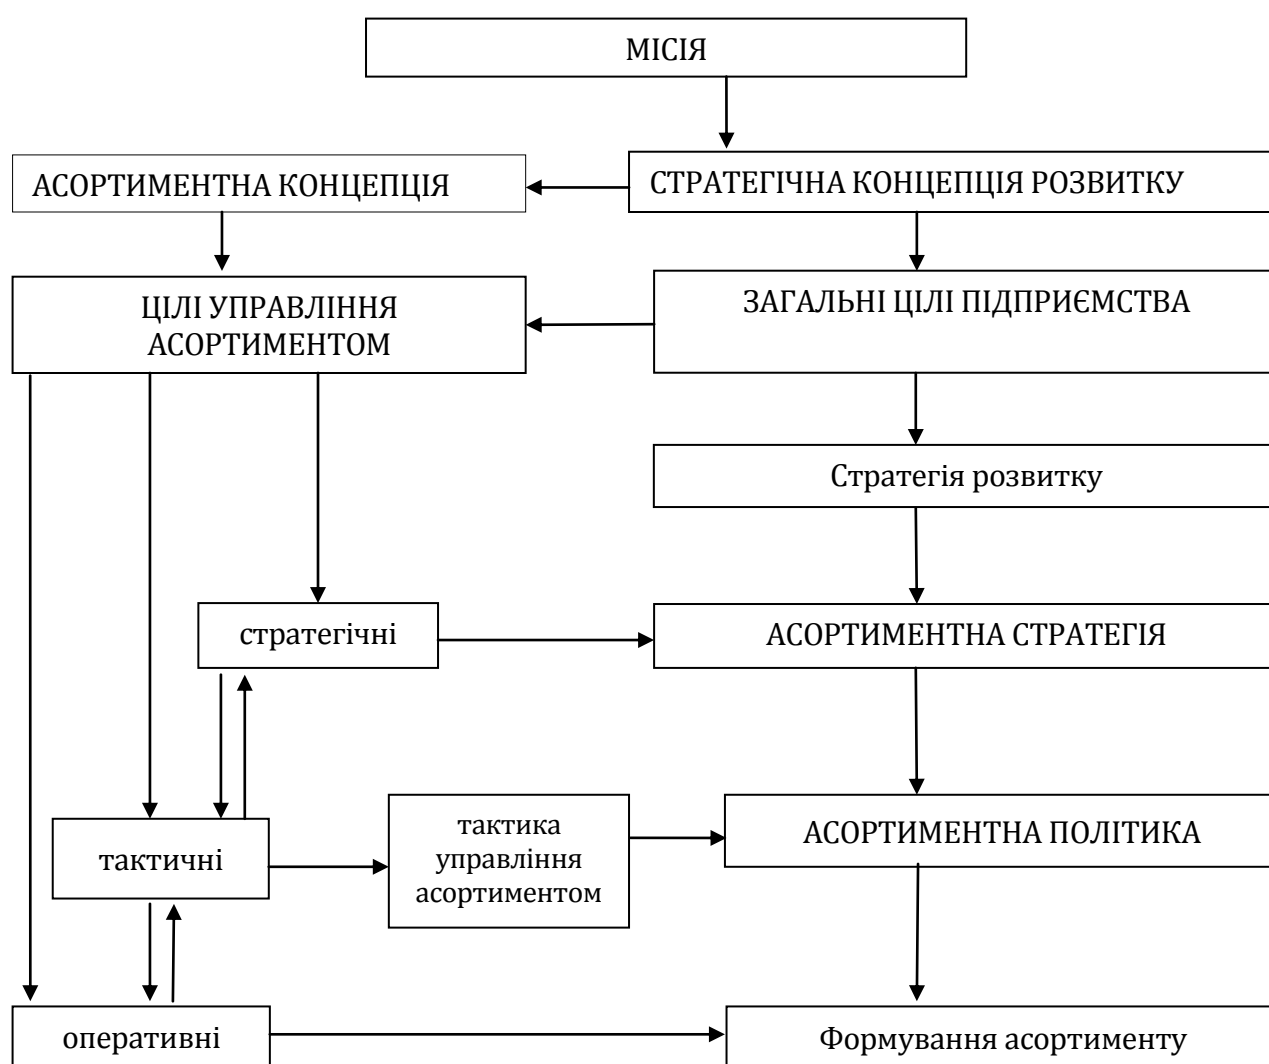 МІСІЯ
АСОРТИМЕНТНА КОНЦЕПЦІЯ
СТРАТЕГІЧНА КОНЦЕПЦІЯ РОЗВИТКУ
ЦІЛІ УПРАВЛІННЯ
АСОРТИМЕНТОМ
ЗАГАЛЬНІ ЦІЛІ ПІДПРИЄМСТВА
Стратегія розвитку
стратегічні
АСОРТИМЕНТНА СТРАТЕГІЯ
тактичні
тактика
управління
асортиментом
АСОРТИМЕНТНА ПОЛІТИКА
оперативні
Формування асортименту